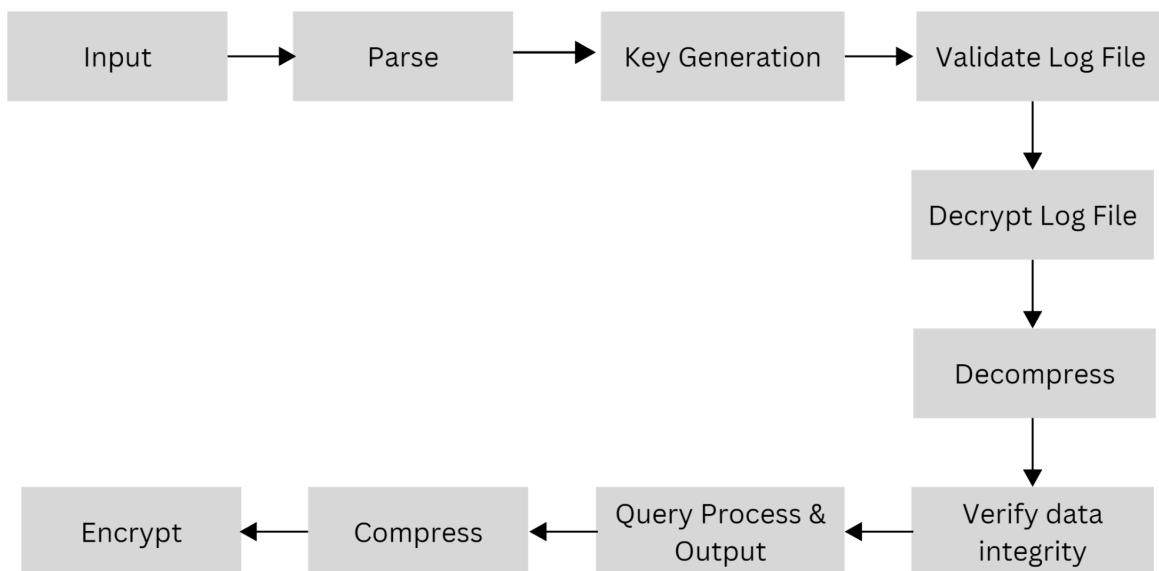 Input
Parse
Key Generation
Validate Log File
Decrypt Log File
Decompress
Verify data
integrity
Query Process &
Output
Compress
Encrypt